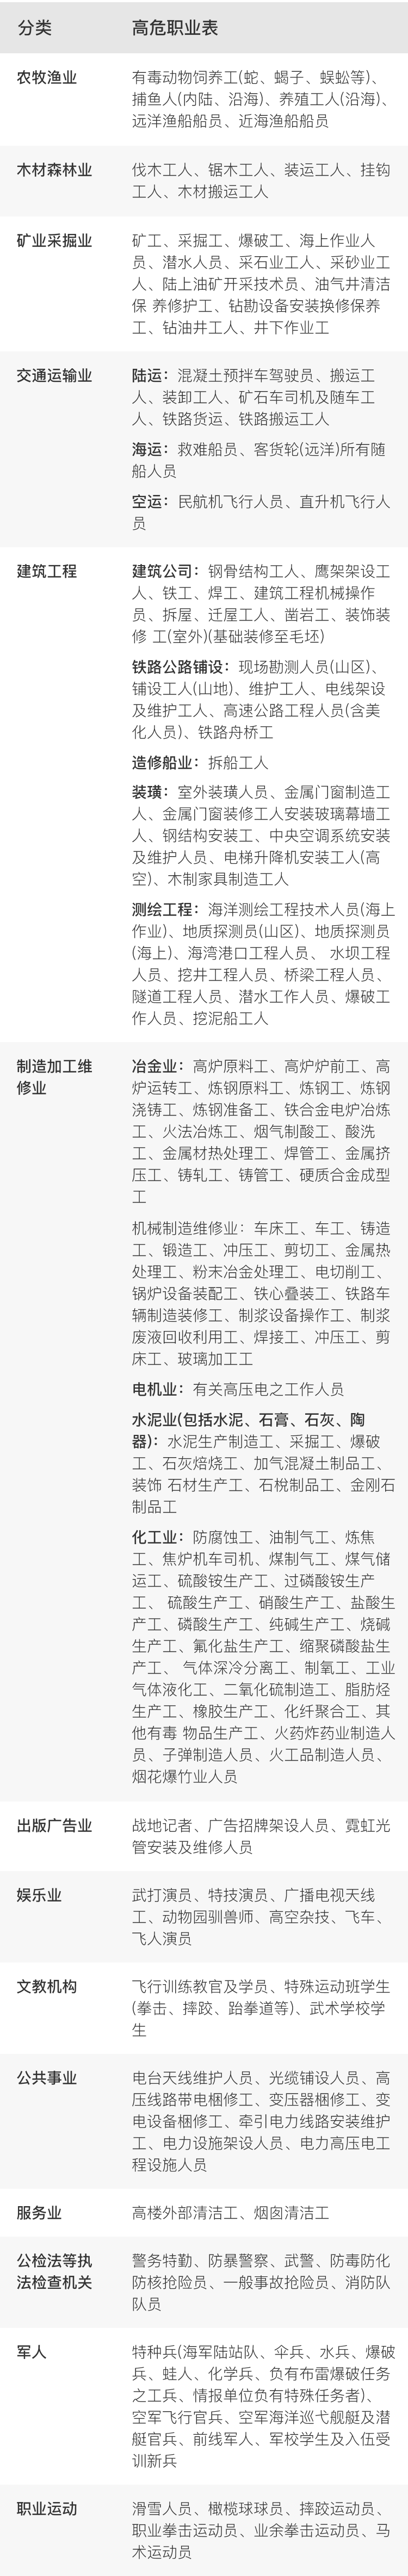 分类 高危职业表
农牧渔业 有毒动物饲养工(蛇、蝎子、蜈蚣等)、
捕鱼人(内陆、沿海)、养殖工人(沿海)、
远洋渔船船员、近海渔船船员
木材森林业 伐木工人、锯木工人、装运工人、挂钩
工人、木材搬运工人
矿业采掘业 矿工、采掘工、爆破工、海上作业人
员、潜水人员、采石业工人、采砂业工
人、陆上油矿开采技术员、油气井清洁
保 养修护工、钻勘设备安装换修保养
工、钻油井工人、井下作业工
交通运输业 陆运：混凝土预拌车驾驶员、搬运工
人、装卸工人、矿石车司机及随车工
人、铁路货运、铁路搬运工人
海运：救难船员、客货轮(远洋)所有随
船人员
空运：民航机飞行人员、直升机飞行人
员
建筑工程 建筑公司：钢骨结构工人、鹰架架设工
人、铁工、焊工、建筑工程机械操作
员、拆屋、迁屋工人、凿岩工、装饰装
修 工(室外)(基础装修至毛坯)
铁路公路铺设：现场勘测人员(山区)、
铺设工人(山地)、维护工人、电线架设
及维护工人、高速公路工程人员(含美
化人员)、铁路舟桥工
造修船业：拆船工人
装璜：室外装璜人员、金属门窗制造工
人、金属门窗装修工人安装玻璃幕墙工
人、钢结构安装工、中央空调系统安装
及维护人员、电梯升降机安装工人(高
空)、木制家具制造工人
测绘工程：海洋测绘工程技术人员(海上
作业)、地质探测员(山区)、地质探测员
(海上)、海湾港口工程人员、 水坝工程
人员、挖井工程人员、桥梁工程人员、
隧道工程人员、潜水工作人员、爆破工
作人员、挖泥船工人
制造加工维 冶金业：高炉原料工、高炉炉前工、高
修业 炉运转工、炼钢原料工、炼钢工、炼钢
浇铸工、炼钢准备工、铁合金电炉冶炼
工、火法冶炼工、烟气制酸工、酸洗
工、金属材热处理工、焊管工、金属挤
压工、铸轧工、铸管工、硬质合金成型
工
机械制造维修业：车床工、车工、铸造
工、锻造工、冲压工、剪切工、金属热
处理工、粉末冶金处理工、电切削工、
锅炉设备装配工、铁心叠装工、铁路车
辆制造装修工、制浆设备操作工、制浆
废液回收利用工、焊接工、冲压工、剪
床工、玻璃加工工
电机业：有关高压电之工作人员
水泥业(包括水泥、石膏、石灰、陶
器)：水泥生产制造工、采掘工、爆破
工、石灰焙烧工、加气混凝土制品工、
装饰 石材生产工、石棁制品工、金刚石
制品工
化工业：防腐蚀工、油制气工、炼焦
工、焦炉机车司机、煤制气工、煤气储
运工、硫酸铵生产工、过磷酸铵生产
工、 硫酸生产工、硝酸生产工、盐酸生
产工、磷酸生产工、纯碱生产工、烧碱
生产工、氟化盐生产工、缩聚磷酸盐生
产工、 气体深冷分离工、制氧工、工业
气体液化工、二氧化硫制造工、脂肪烃
生产工、橡胶生产工、化纤聚合工、其
他有毒 物品生产工、火药炸药业制造人
员、子弹制造人员、火工品制造人员、
烟花爆竹业人员
出版广告业 战地记者、广告招牌架设人员、霓虹光
管安装及维修人员
娱乐业 武打演员、特技演员、广播电视天线
工、动物园驯兽师、高空杂技、飞车、
飞人演员
文教机构 飞行训练教官及学员、特殊运动班学生
(拳击、摔跤、跆拳道等)、武术学校学
生
公共事业 电台天线维护人员、光缆铺设人员、高
压线路带电梱修工、变压器梱修工、变
电设备梱修工、牵引电力线路安装维护
工、电力设施架设人员、电力高压电工
程设施人员
服务业 高楼外部清洁工、烟囱清洁工
公检法等执 警务特勤、防暴警察、武警、防毒防化
法检查机关 防核抢险员、一般事故抢险员、消防队
队员
军人 特种兵(海军陆站队、伞兵、水兵、爆破
兵、蛙人、化学兵、负有布雷爆破任务
之工兵、情报单位负有特殊任务者)、
空军飞行官兵、空军海洋巡弋舰艇及潜
艇官兵、前线军人、军校学生及入伍受
训新兵
职业运动 滑雪人员、橄榄球球员、摔跤运动员、
职业拳击运动员、业余拳击运动员、马
术运动员